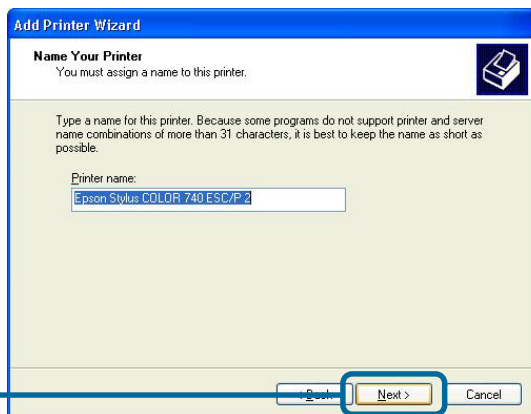 Add Printer Wizard
Name Your Printer
You must assign a name to this printer.
Type a name for this printer. Because some programs do not support printer and server
name combinations of more than 31 characters, it is best to keep the name as short as
possible.
Printer name:
Epson Stylus COLOR 740 ESC/P 2
< Back Next > Cancel